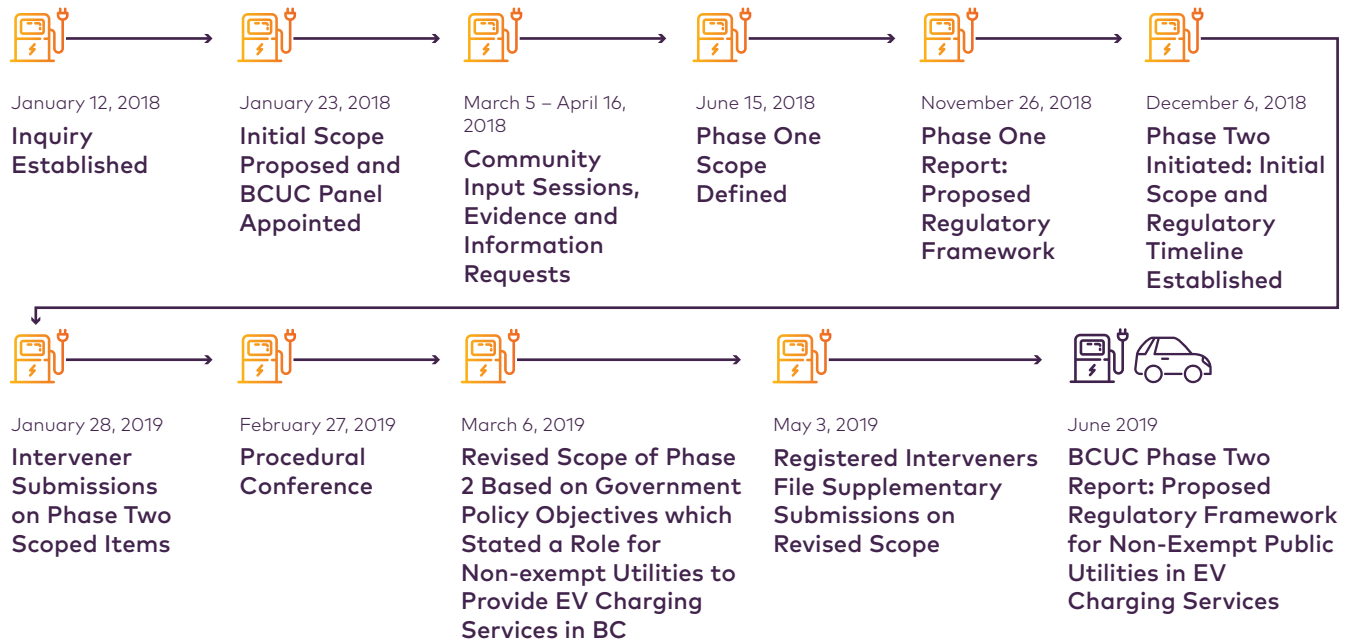 January 12, 2018
Inquiry
Established
January 23, 2018
Initial Scope
Proposed and
BCUC Panel
Appointed
March 5 – April 16,
2018
Community
Input Sessions,
Evidence and
Information
Requests
June 15, 2018
Phase One
Scope
Defined
November 26, 2018
Phase One
Report:
Proposed
Regulatory
Framework
December 6, 2018
Phase Two
Initiated: Initial
Scope and
Regulatory
Timeline
Established
January 28, 2019
Intervener
Submissions
on Phase Two
Scoped Items
February 27, 2019
Procedural
Conference
March 6, 2019
Revised Scope of Phase
2 Based on Government
Policy Objectives which
Stated a Role for
Non-exempt Utilities to
Provide EV Charging
Services in BC
May 3, 2019
Registered Interveners
File Supplementary
Submissions on
Revised Scope
June 2019
BCUC Phase Two
Report: Proposed
Regulatory Framework
for Non-Exempt Public
Utilities in EV
Charging Services